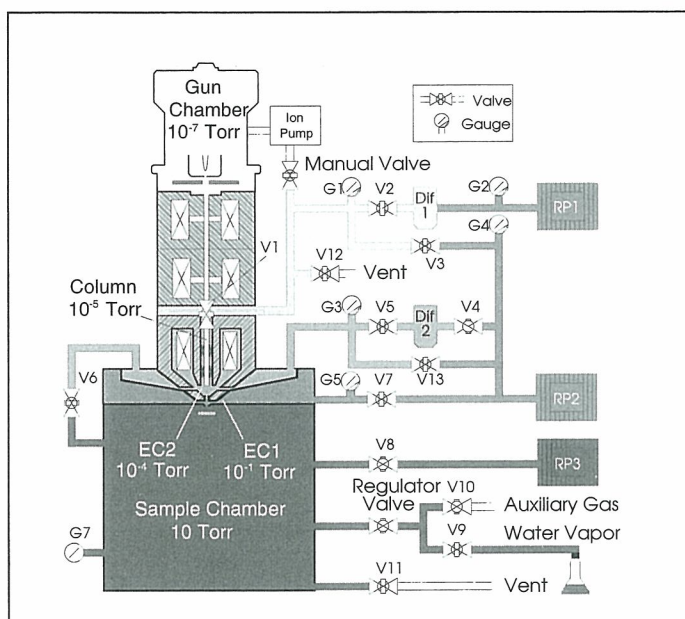 Gun
Chamber
10⁻⁷ Torr
Ion
Pump
Valve
Gauge
Manual Valve
G1
V2
Dif
1
G2
RP1
G4
V1
V3
V12
Vent
Column
10⁻⁵ Torr
G3
V5
Dif
2
V4
V6
G5
V7
V13
RP2
EC2
10⁻⁴ Torr
EC1
10⁻¹ Torr
V8
RP3
Sample Chamber
10 Torr
Regulator
Valve
V10
Auxiliary Gas
V9
Water Vapor
G7
V11
Vent